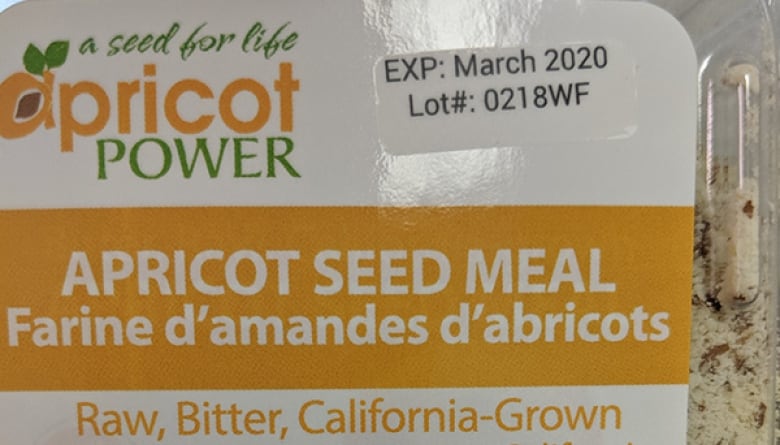 a seed for life
apricot
POWER
EXP: March 2020
Lot#: 0218WF
APRICOT SEED MEAL
Farine d'amandes d'abricots
Raw, Bitter, California-Grown